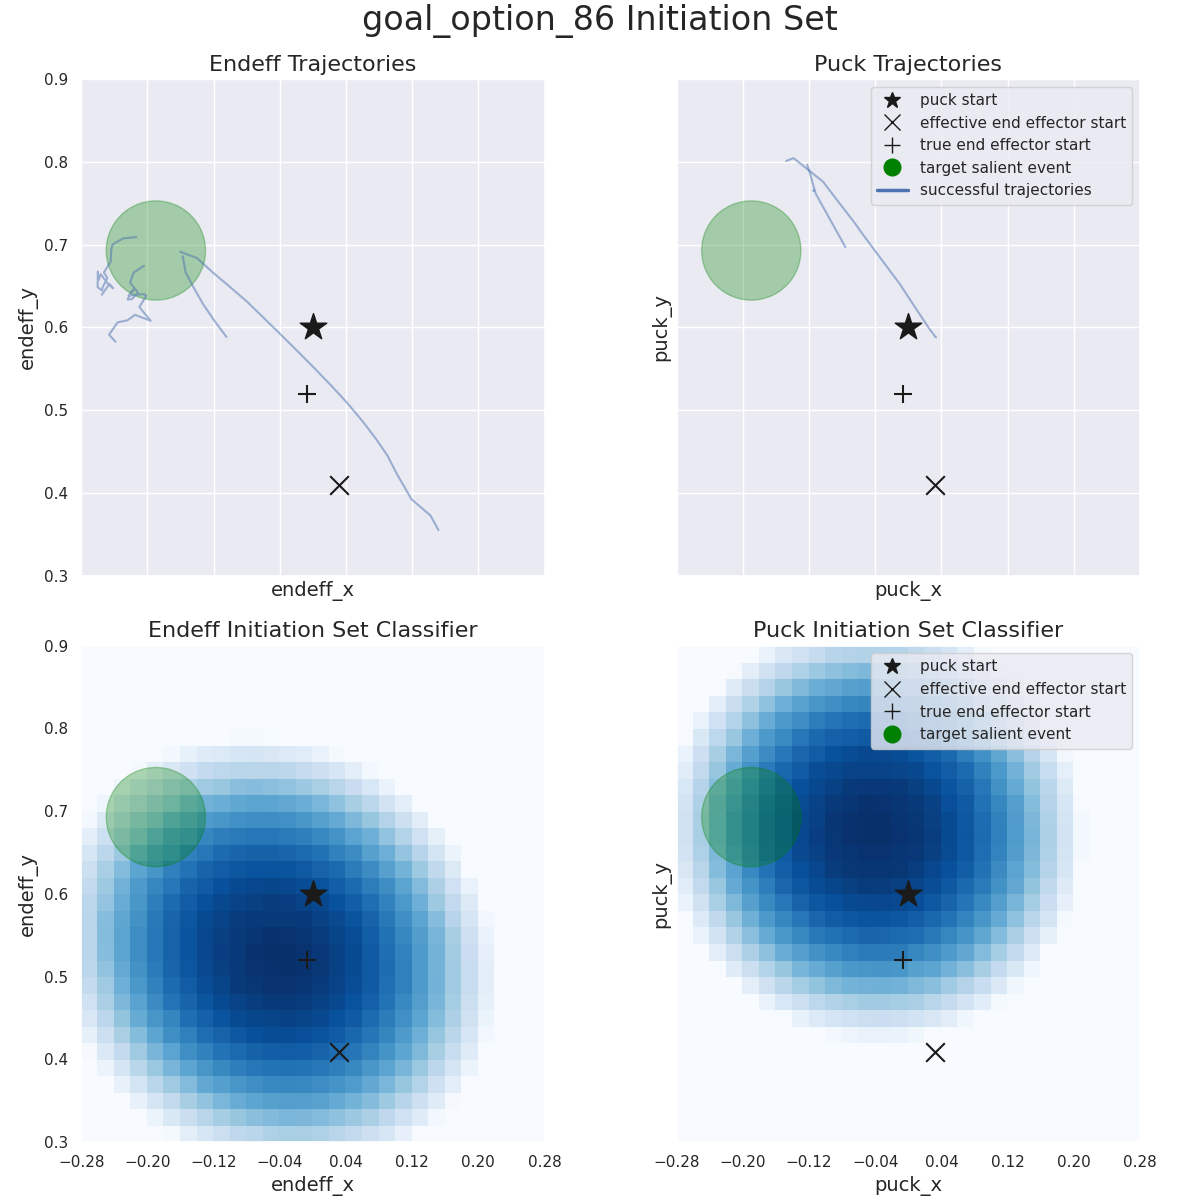 goal_option_86 Initiation Set
Endeff Trajectories
0.9
0.8
0.7
0.6
0.5
0.4
0.3
endeff_y
endeff_x
Puck Trajectories
puck start
effective end effector start
true end effector start
target salient event
successful trajectories
puck_y
puck_x
Endeff Initiation Set Classifier
0.9
0.8
0.7
0.6
0.5
0.4
0.3
endeff_y
−0.28 −0.20 −0.12 −0.04 0.04 0.12 0.20 0.28
endeff_x
Puck Initiation Set Classifier
puck start
effective end effector start
true end effector start
target salient event
puck_y
−0.28 −0.20 −0.12 −0.04 0.04 0.12 0.20 0.28
puck_x